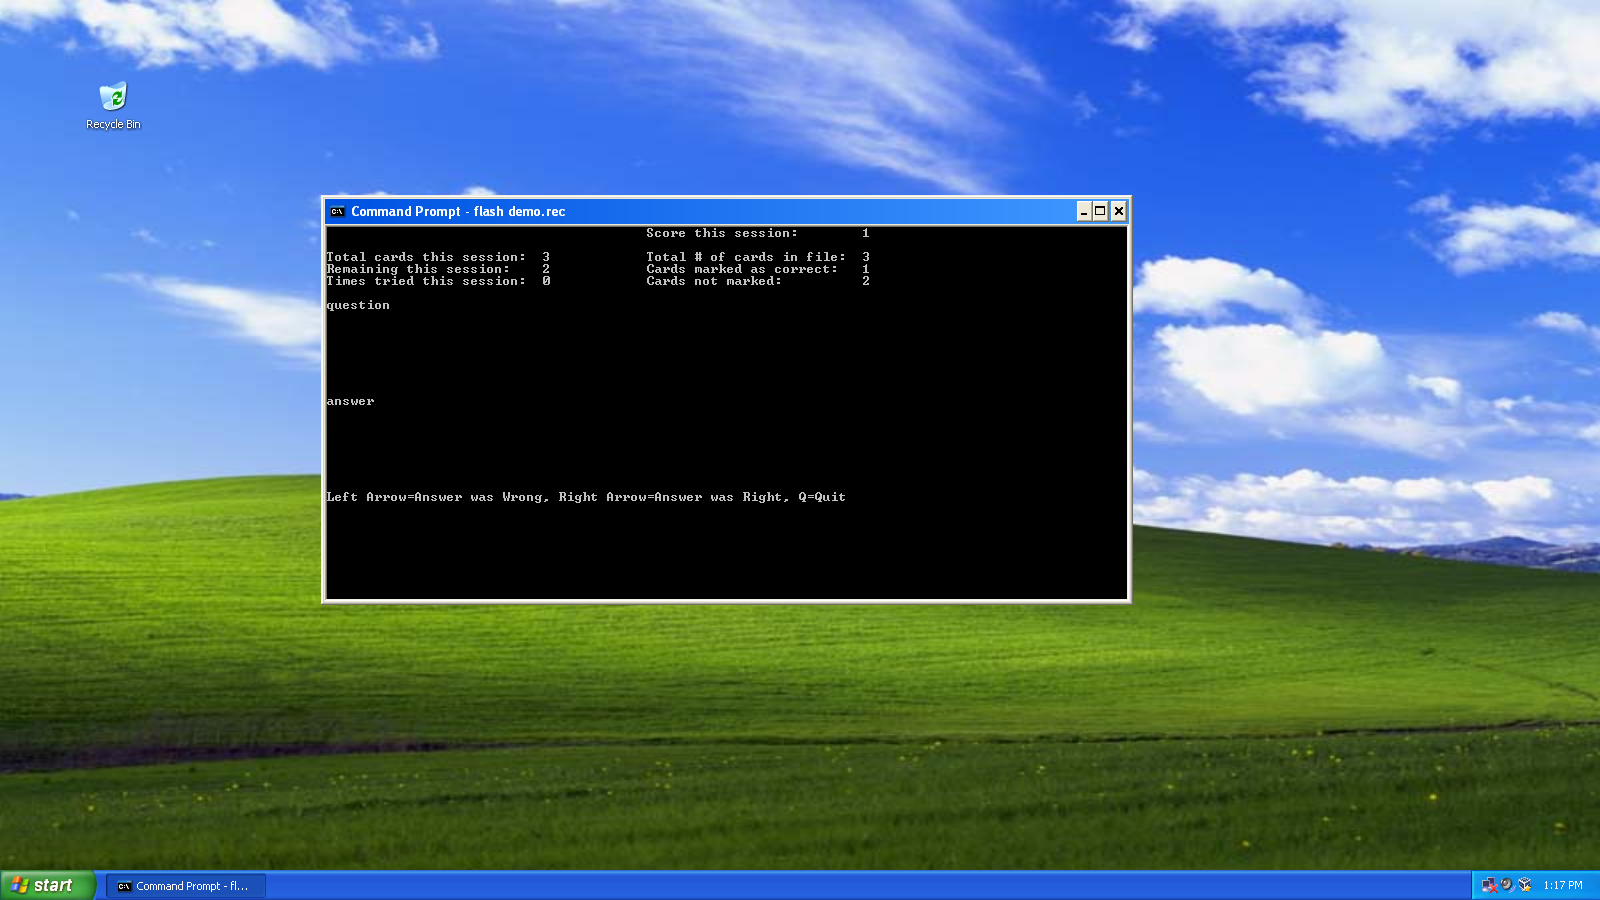 Recycle Bin
Command Prompt - flash demo.rec
Score this session: 1
Total cards this session: 3 Total # of cards in file: 3
Remaining this session: 2 Cards marked as correct: 1
Times tried this session: 0 Cards not marked: 2
question
answer
Left Arrow=Answer was Wrong, Right Arrow=Answer was Right, Q=Quit
start
Command Prompt - fl...
1:17 PM